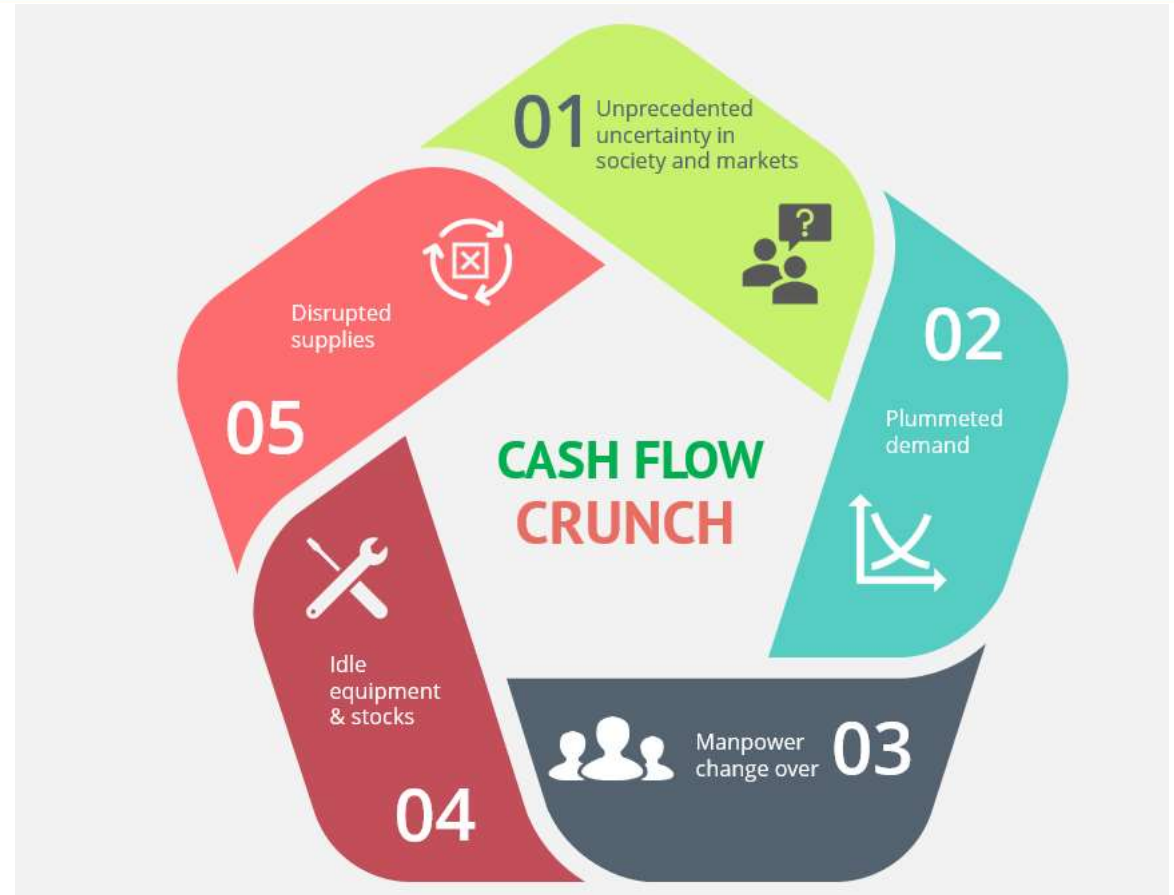 01
Unprecedented
uncertainty in
society and markets
?
02
Plummeted
demand
CASH FLOW
CRUNCH
Manpower
change over
03
Idle
equipment
& stocks
04
Disrupted
supplies
05